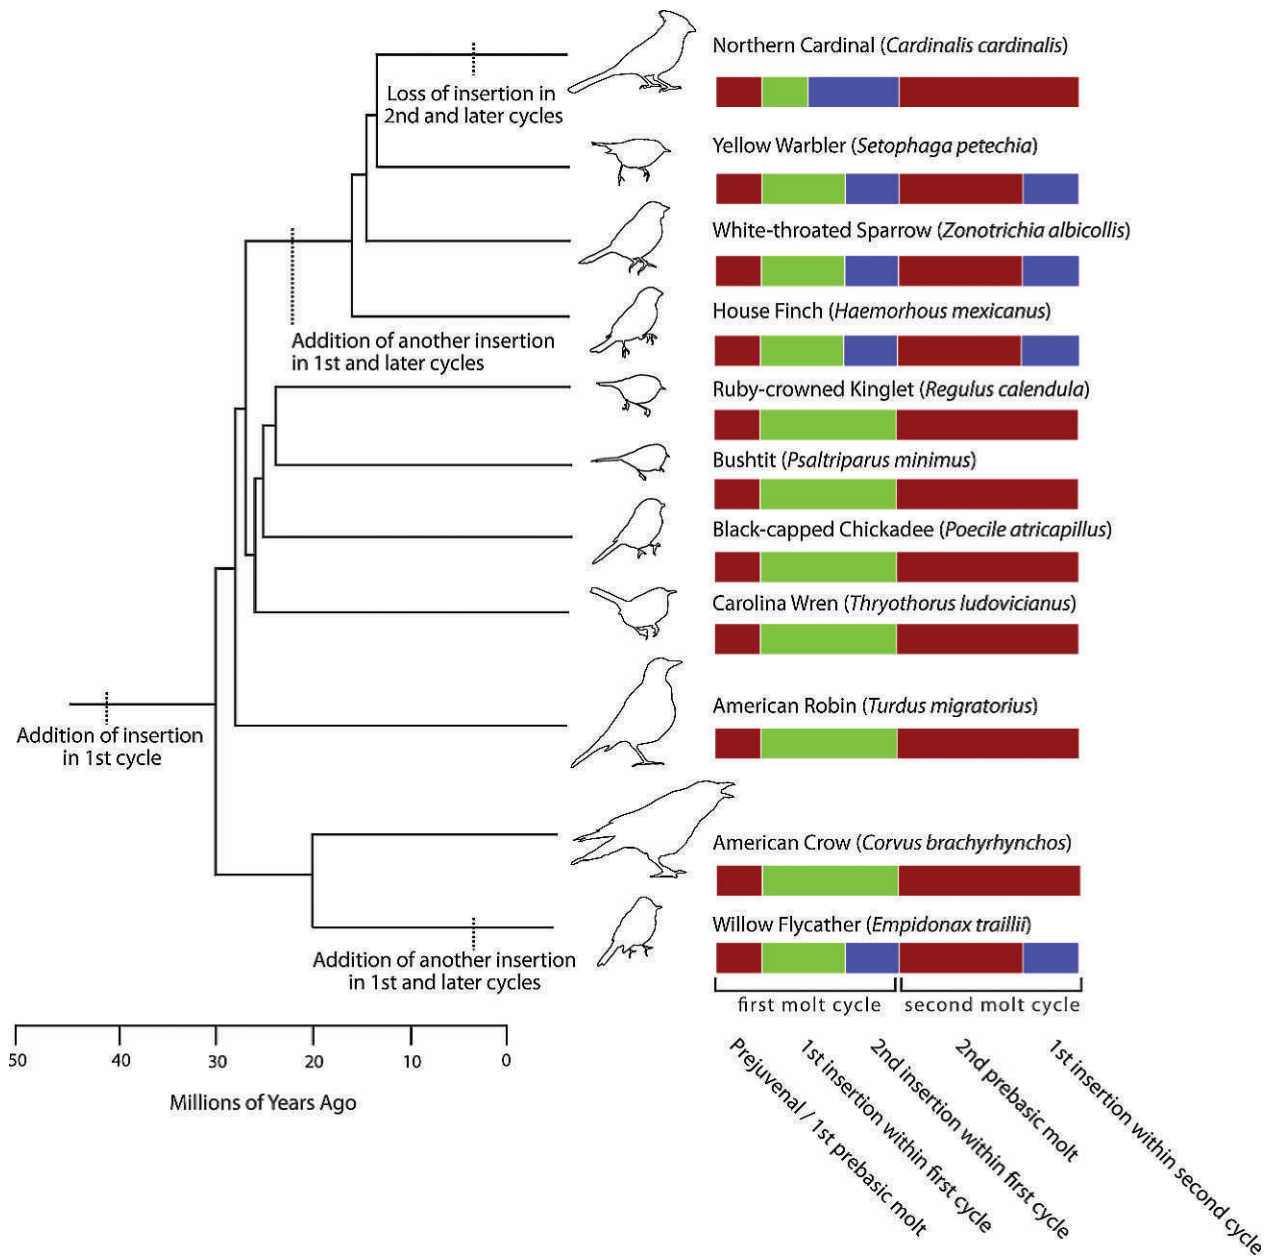 Northern Cardinal (Cardinalis cardinalis)
Loss of insertion in
2nd and later cycles
Yellow Warbler (Setophaga petechia)
White-throated Sparrow (Zonotrichia albicollis)
House Finch (Haemorhous mexicanus)
Addition of another insertion
in 1st and later cycles
Ruby-crowned Kinglet (Regulus calendula)
Bushtit (Psaltriparus minimus)
Black-capped Chickadee (Poecile atricapillus)
Carolina Wren (Thryothorus ludovicianus)
American Robin (Turdus migratorius)
Addition of insertion
in 1st cycle
American Crow (Corvus brachyrhynchos)
Willow Flycather (Empidonax traillii)
Addition of another insertion
in 1st and later cycles
first molt cycle
second molt cycle
50 40 30 20 10 0
Millions of Years Ago
Prejuvenal / 1st prebasic molt
1st insertion within first cycle
2nd insertion within first cycle
2nd prebasic molt
1st insertion within second cycle